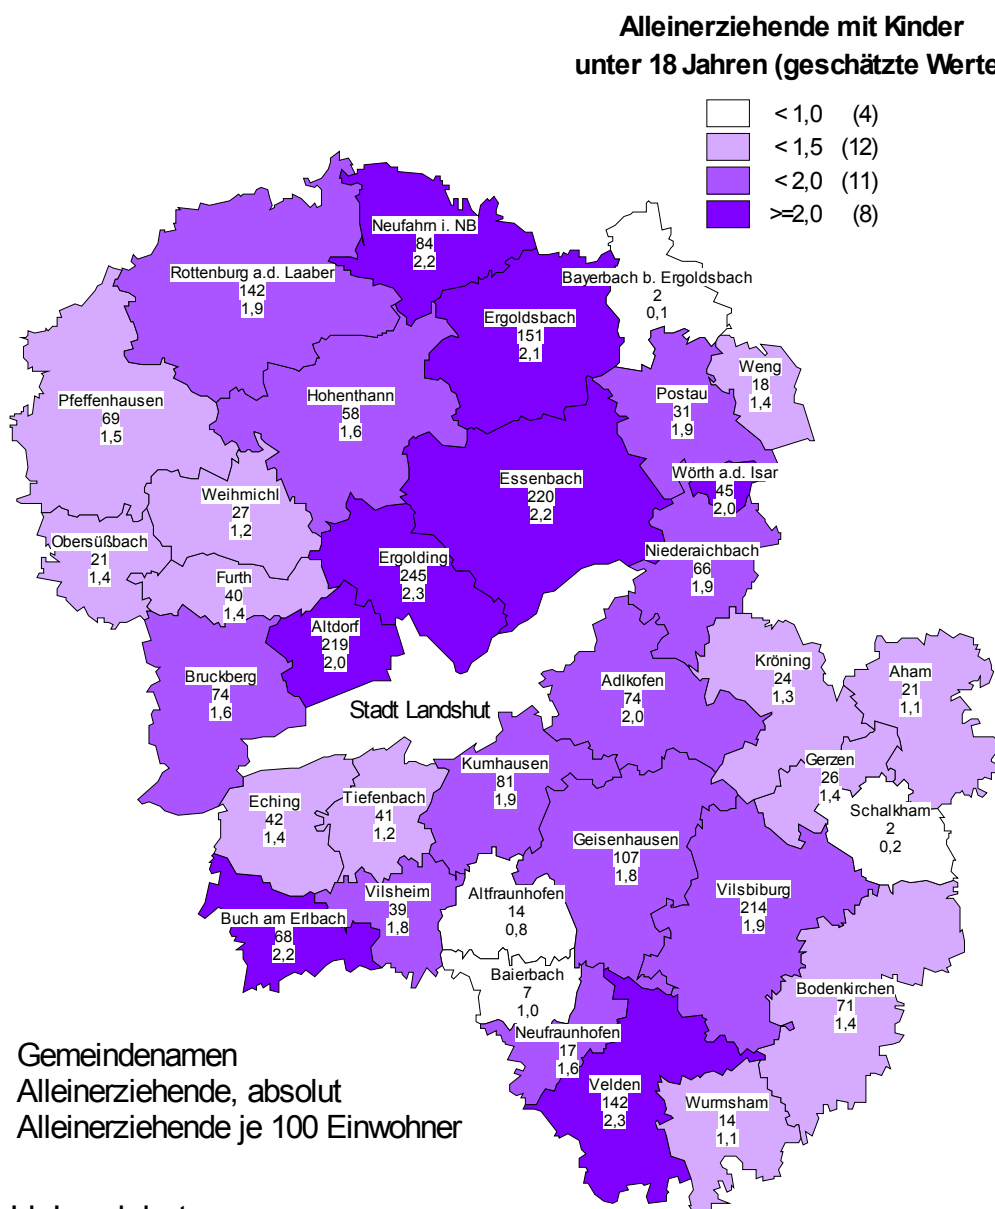 Alleinerziehende mit Kinder
unter 18 Jahren (geschätzte Werte
< 1,0 (4)
< 1,5 (12)
< 2,0 (11)
>=2,0 (8)
Neufahrn i. NB
84
2,2
Rottenburg a.d. Laaber
142
1,9
Bayerbach b. Ergoldsbach
2
0,1
Ergoldsbach
151
2,1
Weng
18
1,4
Pfeffenhausen
69
1,5
Hohenthann
58
1,6
Postau
31
1,9
Wörth a.d. Isar
45
2,0
Essenbach
220
2,2
Weihmichl
27
1,2
Obersüßbach
21
1,4
Ergolding
245
2,3
Niederaichbach
66
1,9
Furth
40
1,4
Altdorf
219
2,0
Bruckberg
74
1,6
Adlkofen
74
2,0
Kröning
24
1,3
Aham
21
1,1
Stadt Landshut
Kumhausen
81
1,9
Gerzen
26
1,4
Eching
42
1,4
Tiefenbach
41
1,2
Schalkham
2
0,2
Geisenhausen
107
1,8
Vilsbiburg
214
1,9
Vilsheim
39
1,8
Altfraunhofen
14
0,8
Buch am Erlbach
68
2,2
Baierbach
7
1,0
Bodenkirchen
71
1,4
Neufraunhofen
17
1,6
Velden
142
2,3
Wurmsham
14
1,1
Gemeindenamen
Alleinerziehende, absolut
Alleinerziehende je 100 Einwohner